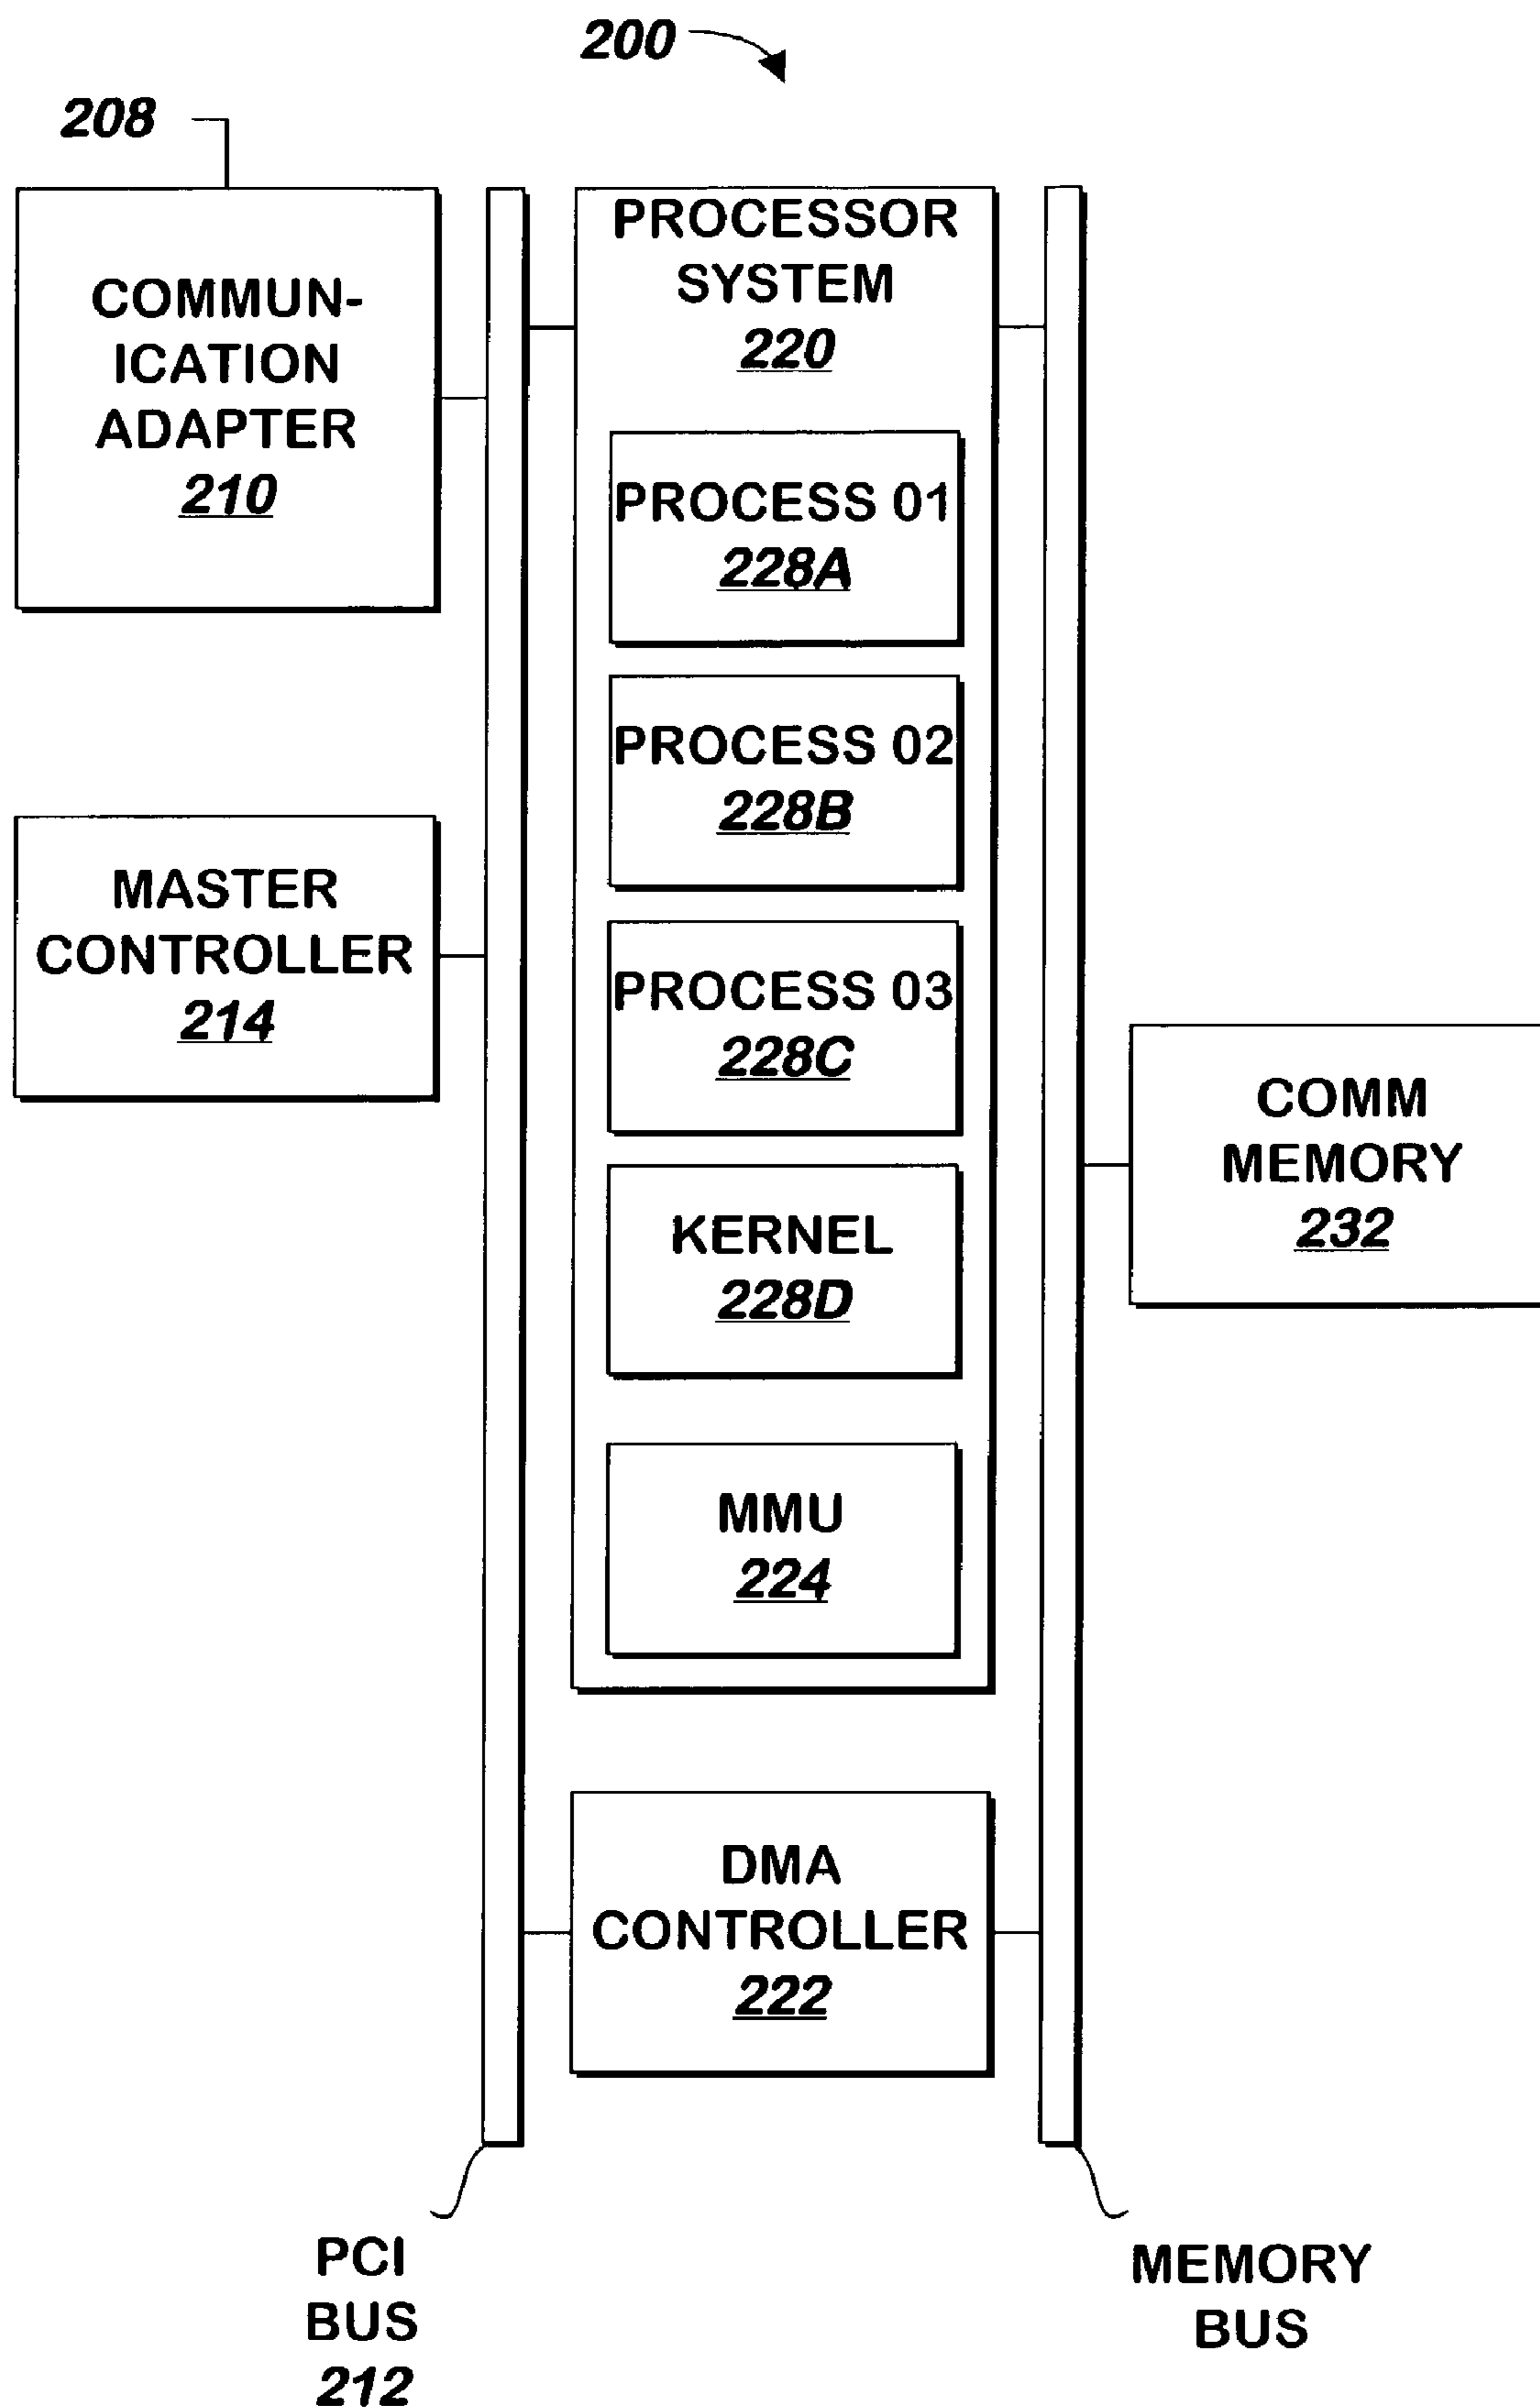 200
208
COMMUN-
ICATION
ADAPTER
210
MASTER
CONTROLLER
214
PROCESSOR
SYSTEM
220
PROCESS 01
228A
PROCESS 02
228B
PROCESS 03
228C
KERNEL
228D
MMU
224
DMA
CONTROLLER
222
COMM
MEMORY
232
PCI
BUS
212
MEMORY
BUS